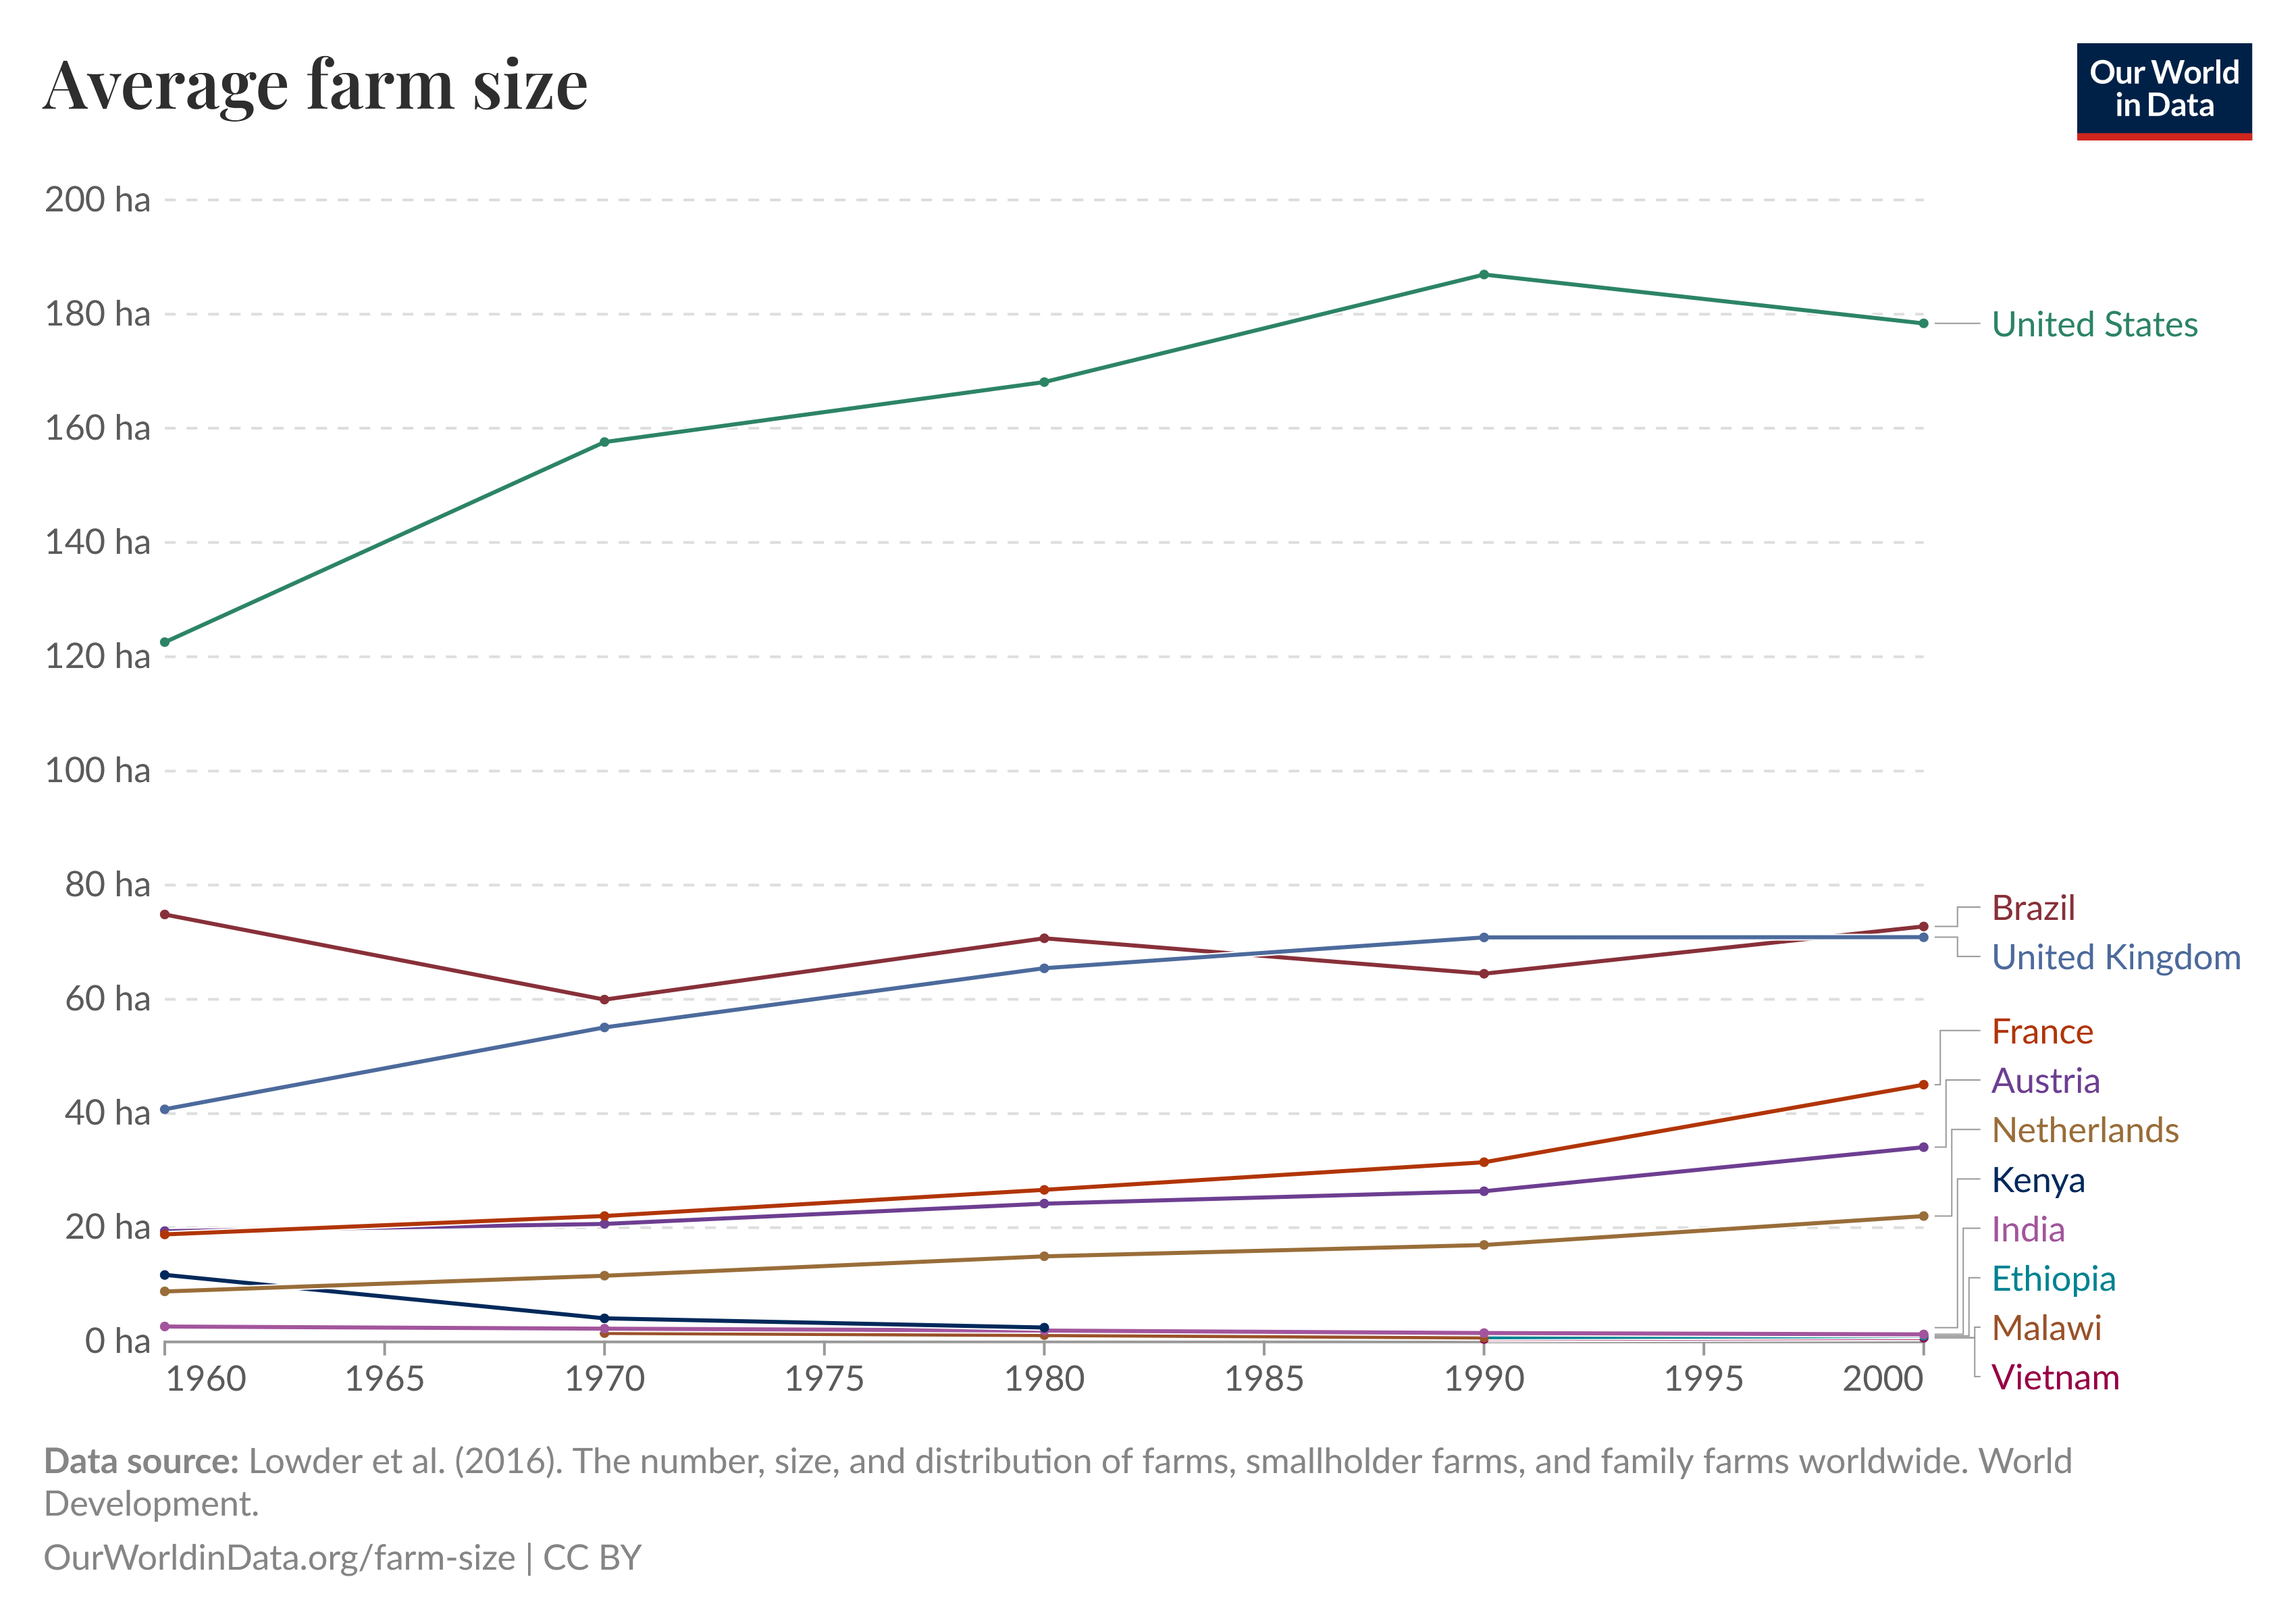 Average farm size
Our World
in Data
200 ha
180 ha
160 ha
140 ha
120 ha
100 ha
80 ha
60 ha
40 ha
20 ha
0 ha
United States
Brazil
United Kingdom
France
Austria
Netherlands
Kenya
India
Ethiopia
Malawi
Vietnam
1960 1965 1970 1975 1980 1985 1990 1995 2000
Data source: Lowder et al. (2016). The number, size, and distribution of farms, smallholder farms, and family farms worldwide. World
Development.
OurWorldinData.org/farm-size | CC BY